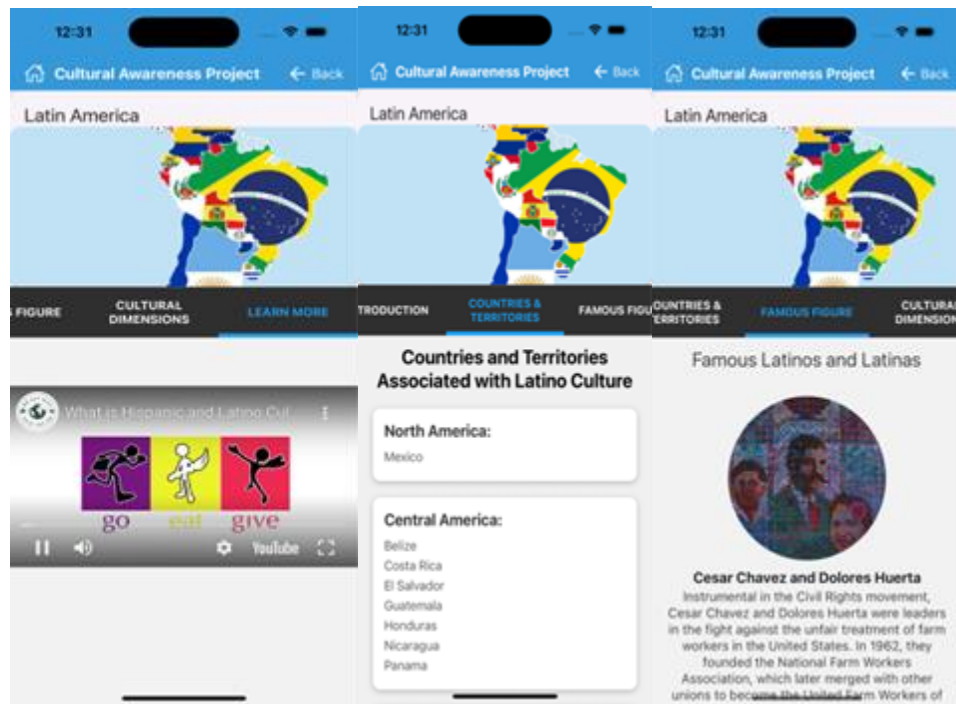 12:31
Cultural Awareness Project
← Back
Latin America
FIGURE
CULTURAL
DIMENSIONS
LEARN MORE
What is Hispanic and Latino Cul
go
eat
give
YouTube
12:31
Cultural Awareness Project
← Back
Latin America
TRODUCTION
COUNTRIES &
TERRITORIES
FAMOUS FIGU
Countries and Territories
Associated with Latino Culture
North America:
Mexico
Central America:
Belize
Costa Rica
El Salvador
Guatemala
Honduras
Nicaragua
Panama
12:31
Cultural Awareness Project
← Back
Latin America
OUNTRIES &
ERRITORIES
FAMOUS FIGURE
CULTURA
DIMENSION
Famous Latinos and Latinas
Cesar Chavez and Dolores Huerta
Instrumental in the Civil Rights movement,
Cesar Chavez and Dolores Huerta were leaders
in the fight against the unfair treatment of farm
workers in the United States. In 1962, they
founded the National Farm Workers
Association, which later merged with other
unions to become the United Farm Workers of